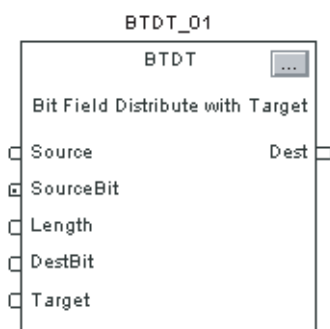 BTDT_01
BTDT
...
Bit Field Distribute with Target
Source Dest
SourceBit
Length
DestBit
Target